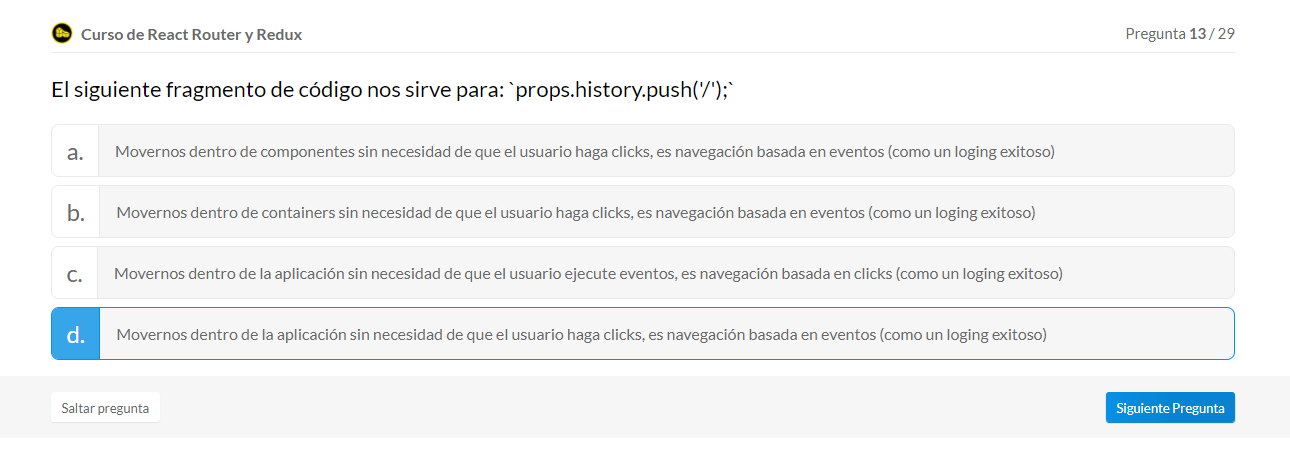 Curso de React Router y Redux
Pregunta 13 / 29
El siguiente fragmento de código nos sirve para: `props.history.push('/');`
a. Movernos dentro de componentes sin necesidad de que el usuario haga clicks, es navegación basada en eventos (como un loging exitoso)
b. Movernos dentro de containers sin necesidad de que el usuario haga clicks, es navegación basada en eventos (como un loging exitoso)
c. Movernos dentro de la aplicación sin necesidad de que el usuario ejecute eventos, es navegación basada en clicks (como un loging exitoso)
d. Movernos dentro de la aplicación sin necesidad de que el usuario haga clicks, es navegación basada en eventos (como un loging exitoso)
Saltar pregunta
Siguiente Pregunta